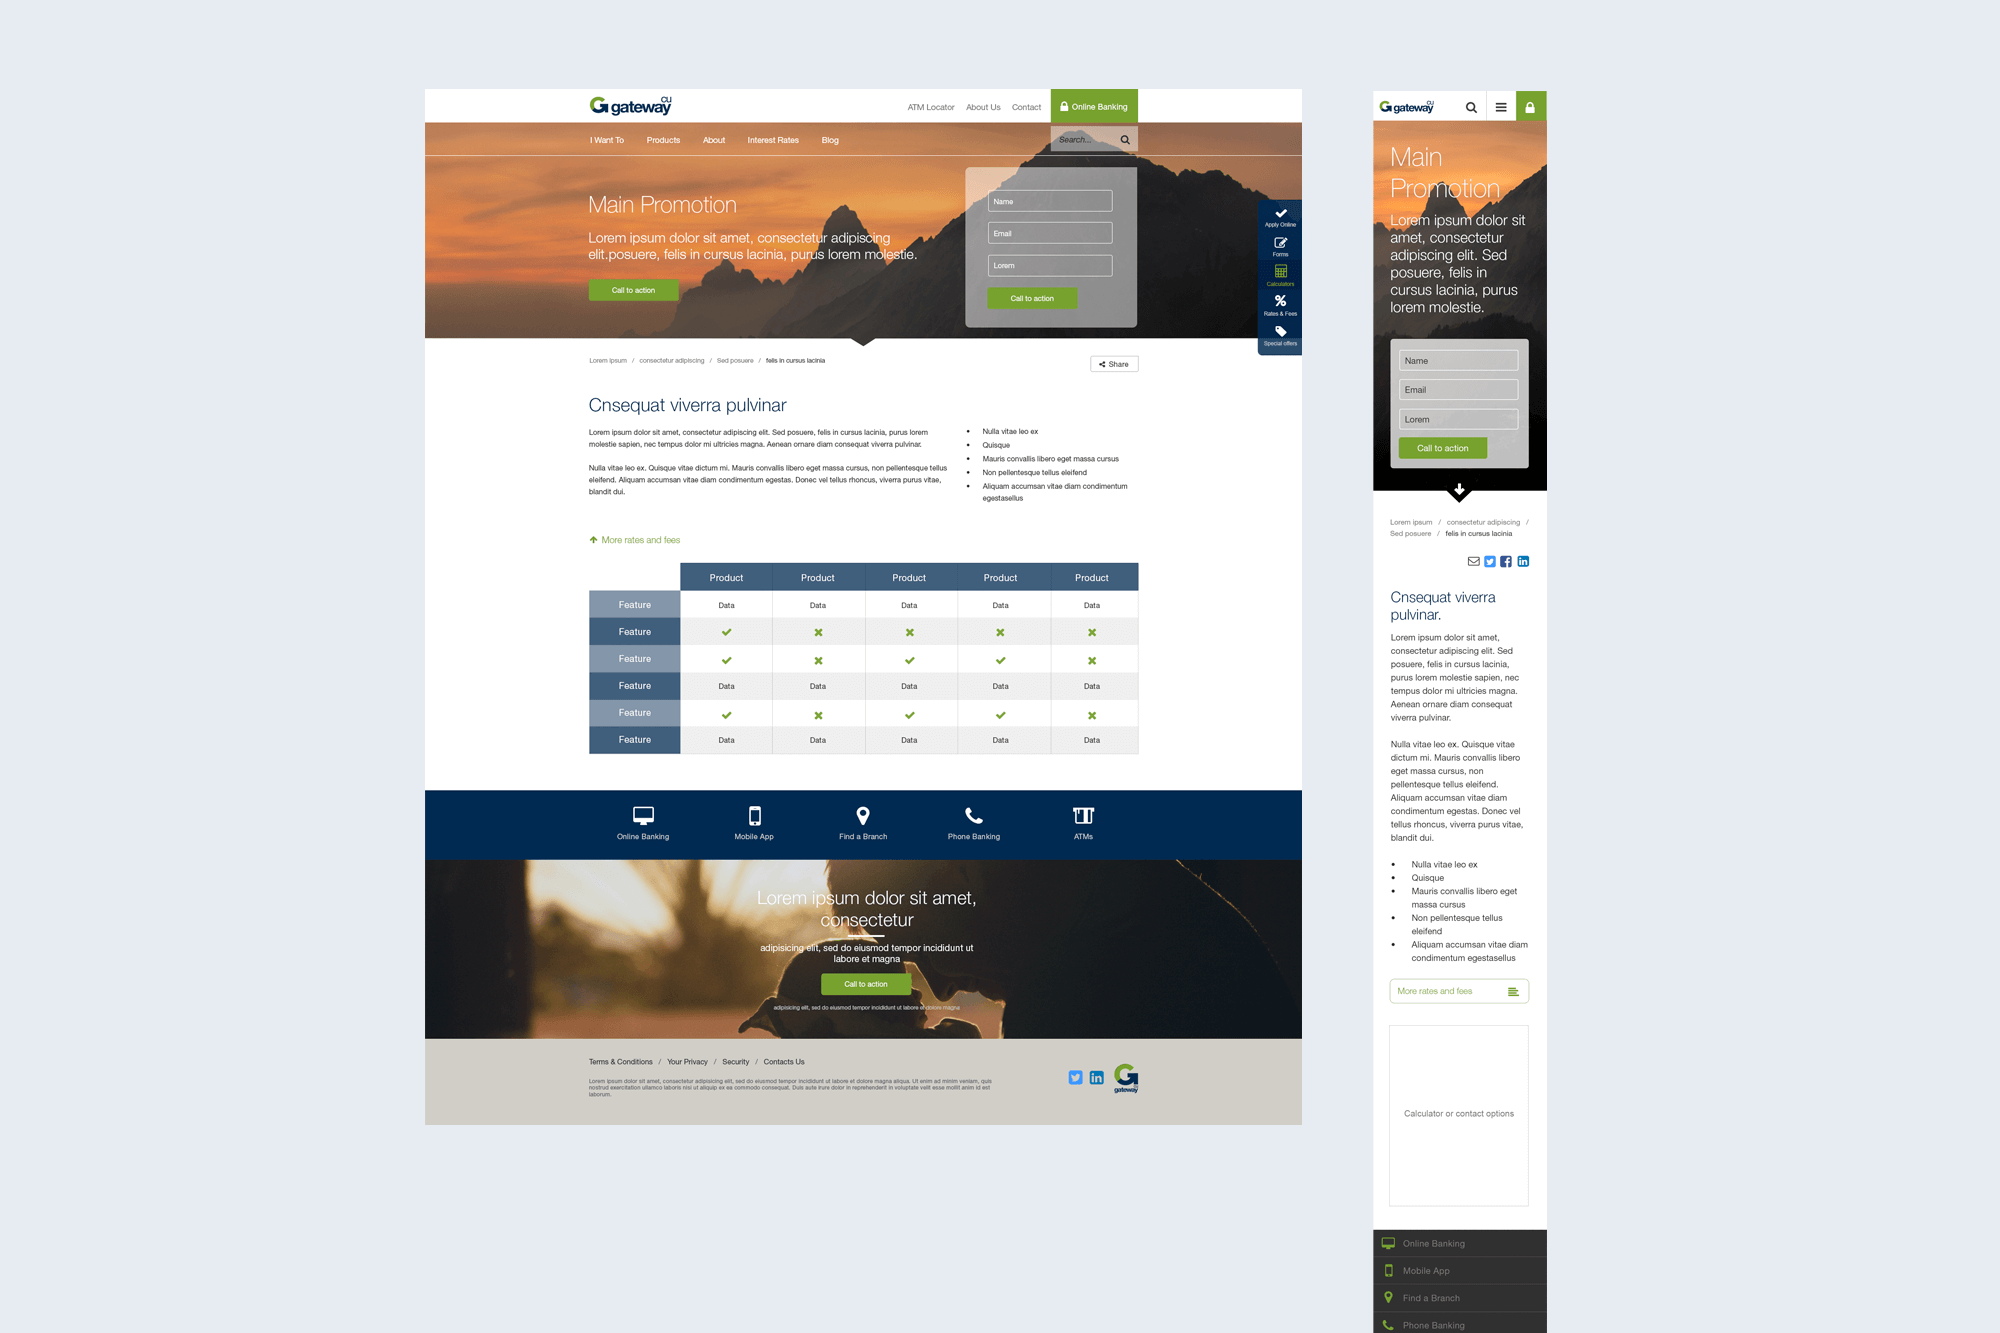 gateway CU
ATM Locator About Us Contact Online Banking
I Want To Products About Interest Rates Blog Search...
Main Promotion
Lorem ipsum dolor sit amet, consectetur adipiscing
elit.posuere, felis in cursus lacinia, purus lorem molestie.
Call to action
Name
Email
Lorem
Call to action
Apply Online
Forms
Calculators
Rates & Fees
Special offers
Lorem ipsum / consectetur adipiscing / Sed posuere / felis in cursus lacinia
Share
Cnsequat viverra pulvinar
Lorem ipsum dolor sit amet, consectetur adipiscing elit. Sed posuere, felis in cursus lacinia, purus lorem
molestie sapien, nec tempus dolor mi ultricies magna. Aenean ornare diam consequat viverra pulvinar.
Nulla vitae leo ex. Quisque vitae dictum mi. Mauris convallis libero eget massa cursus, non pellentesque tellus
eleifend. Aliquam accumsan vitae diam condimentum egestas. Donec vel tellus rhoncus, viverra purus vitae,
blandit dui.
• Nulla vitae leo ex
• Quisque
• Mauris convallis libero eget massa cursus
• Non pellentesque tellus eleifend
• Aliquam accumsan vitae diam condimentum
egestasellus
More rates and fees
Product Product Product Product Product
Feature Data Data Data Data Data
Feature
Feature
Feature Data Data Data Data Data
Feature
Feature Data Data Data Data Data
Online Banking Mobile App Find a Branch Phone Banking ATMs
Lorem ipsum dolor sit amet,
consectetur
adipisicing elit, sed do eiusmod tempor incididunt ut
labore et magna
Call to action
adipisicing elit, sed do eiusmod tempor incididunt ut labore et dolore magna
Terms & Conditions / Your Privacy / Security / Contacts Us
Lorem ipsum dolor sit amet, consectetur adipisicing elit, sed do eiusmod tempor incididunt ut labore et dolore magna aliqua. Ut enim ad minim veniam, quis
nostrud exercitation ullamco laboris nisi ut aliquip ex ea commodo consequat. Duis aute irure dolor in reprehenderit in voluptate velit esse mollit anim id est
laborum.
gateway
gateway CU
Main
Promotion
Lorem ipsum dolor sit
amet, consectetur
adipiscing elit. Sed
posuere, felis in
cursus lacinia, purus
lorem molestie.
Name
Email
Lorem
Call to action
Lorem ipsum / consectetur adipiscing /
Sed posuere / felis in cursus lacinia
Cnsequat viverra
pulvinar.
Lorem ipsum dolor sit amet,
consectetur adipiscing elit. Sed
posuere, felis in cursus lacinia,
purus lorem molestie sapien, nec
tempus dolor mi ultricies magna.
Aenean ornare diam consequat
viverra pulvinar.
Nulla vitae leo ex. Quisque vitae
dictum mi. Mauris convallis libero
eget massa cursus, non
pellentesque tellus eleifend.
Aliquam accumsan vitae diam
condimentum egestas. Donec vel
tellus rhoncus, viverra purus vitae,
blandit dui.
• Nulla vitae leo ex
• Quisque
• Mauris convallis libero eget
massa cursus
• Non pellentesque tellus
eleifend
• Aliquam accumsan vitae diam
condimentum egestasellus
More rates and fees
Calculator or contact options
Online Banking
Mobile App
Find a Branch
Phone Banking